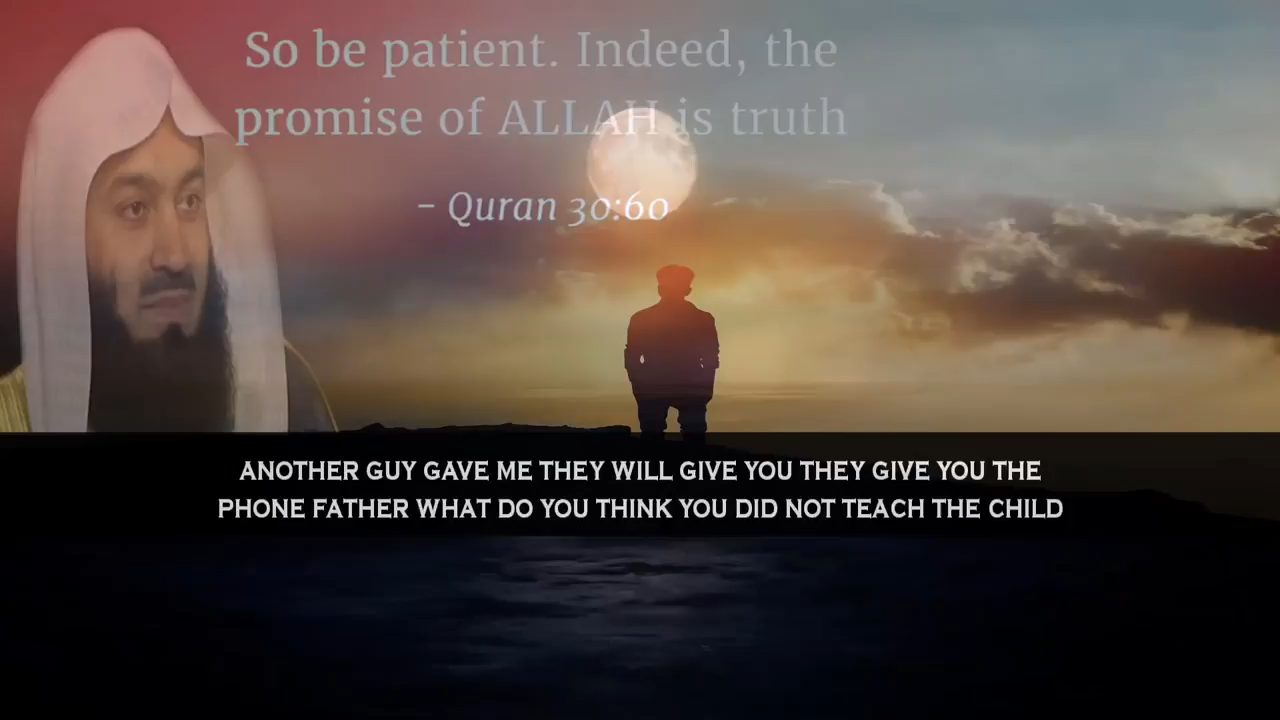 So be patient. Indeed, the
promise of ALLAH is truth
- Quran 30:60
ANOTHER GUY GAVE ME THEY WILL GIVE YOU THEY GIVE YOU THE
PHONE FATHER WHAT DO YOU THINK YOU DID NOT TEACH THE CHILD